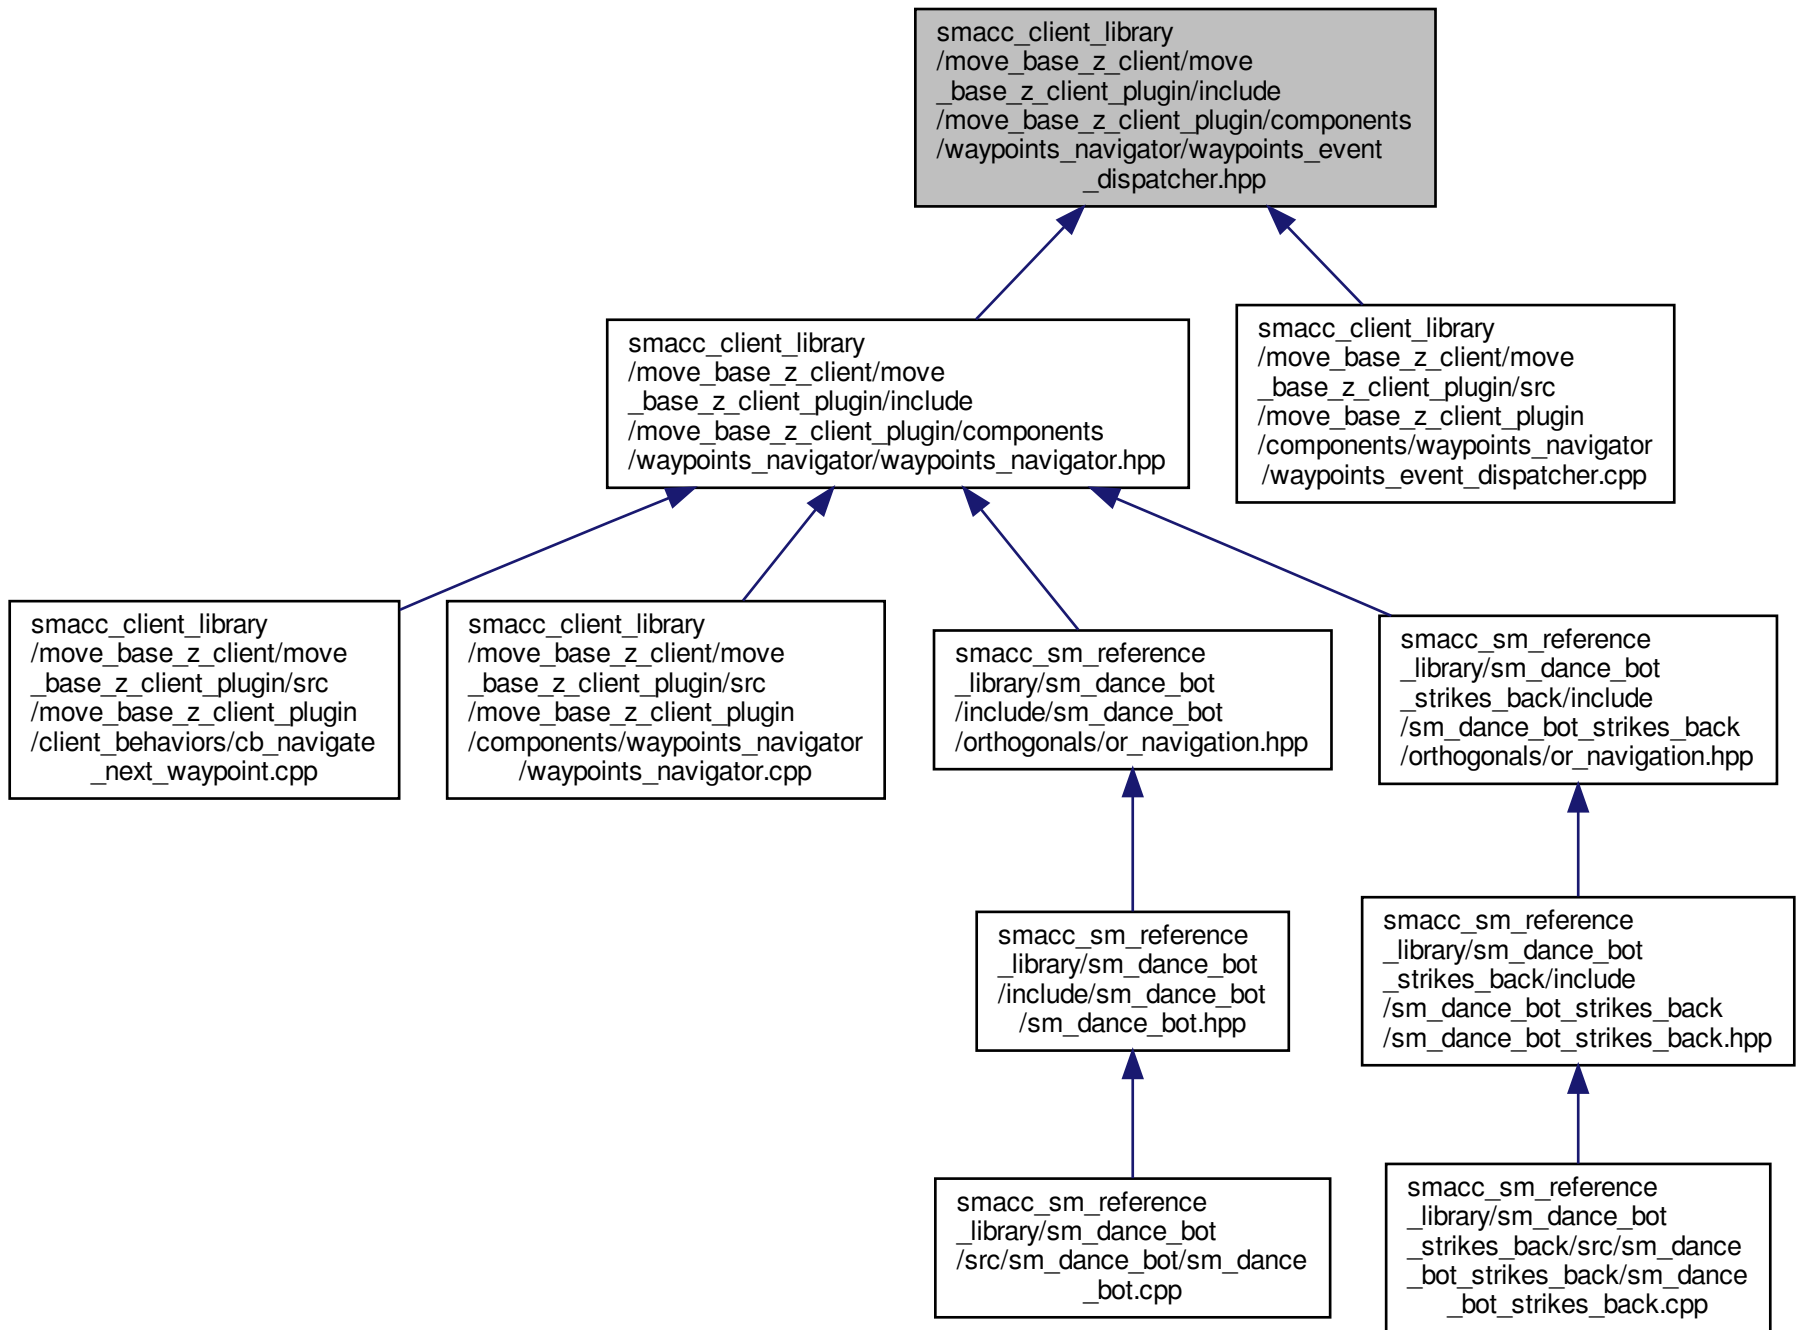 smacc_client_library
/move_base_z_client/move
_base_z_client_plugin/include
/move_base_z_client_plugin/components
/waypoints_navigator/waypoints_event
_dispatcher.hpp
smacc_client_library
/move_base_z_client/move
_base_z_client_plugin/include
/move_base_z_client_plugin/components
/waypoints_navigator/waypoints_navigator.hpp
smacc_client_library
/move_base_z_client/move
_base_z_client_plugin/src
/move_base_z_client_plugin
/components/waypoints_navigator
/waypoints_event_dispatcher.cpp
smacc_client_library
/move_base_z_client/move
_base_z_client_plugin/src
/move_base_z_client_plugin
/client_behaviors/cb_navigate
_next_waypoint.cpp
smacc_client_library
/move_base_z_client/move
_base_z_client_plugin/src
/move_base_z_client_plugin
/components/waypoints_navigator
/waypoints_navigator.cpp
smacc_sm_reference
_library/sm_dance_bot
/include/sm_dance_bot
/orthogonals/or_navigation.hpp
smacc_sm_reference
_library/sm_dance_bot
_strikes_back/include
/sm_dance_bot_strikes_back
/orthogonals/or_navigation.hpp
smacc_sm_reference
_library/sm_dance_bot
/include/sm_dance_bot
/sm_dance_bot.hpp
smacc_sm_reference
_library/sm_dance_bot
_strikes_back/include
/sm_dance_bot_strikes_back
/sm_dance_bot_strikes_back.hpp
smacc_sm_reference
_library/sm_dance_bot
/src/sm_dance_bot/sm_dance
_bot.cpp
smacc_sm_reference
_library/sm_dance_bot
_strikes_back/src/sm_dance
_bot_strikes_back/sm_dance
_bot_strikes_back.cpp